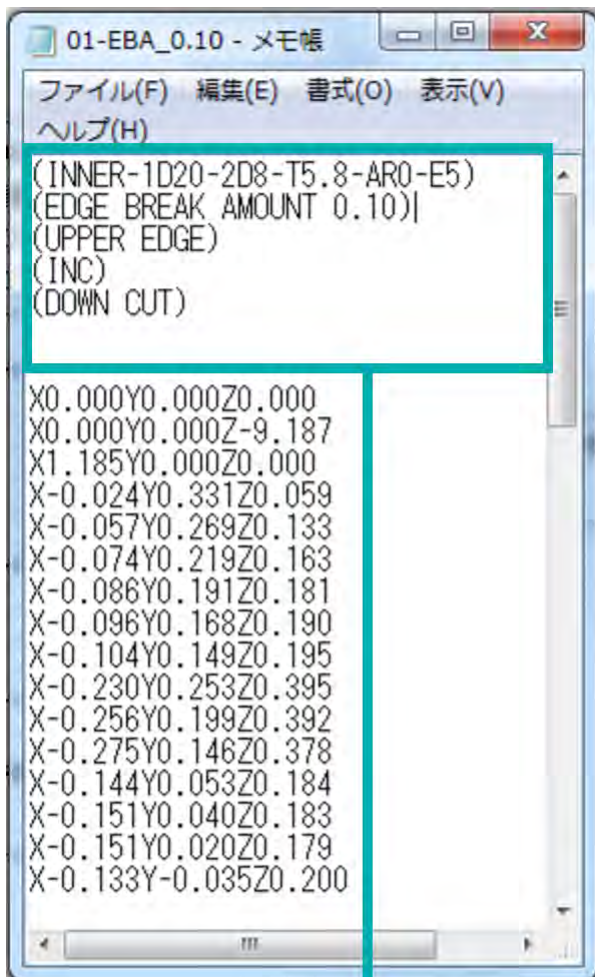 01-EBA_0.10 - メモ帳
ファイル(F) 編集(E) 書式(O) 表示(V)
ヘルプ(H)
(INNER-1D20-2D8-T5.8-AR0-E5)
(EDGE BREAK AMOUNT 0.10)
(UPPER EDGE)
(INC)
(DOWN CUT)
X0.000Y0.000Z0.000
X0.000Y0.000Z-9.187
X1.185Y0.000Z0.000
X-0.024Y0.331Z0.059
X-0.057Y0.269Z0.133
X-0.074Y0.219Z0.163
X-0.086Y0.191Z0.181
X-0.096Y0.168Z0.190
X-0.104Y0.149Z0.195
X-0.230Y0.253Z0.395
X-0.256Y0.199Z0.392
X-0.275Y0.146Z0.378
X-0.144Y0.053Z0.184
X-0.151Y0.040Z0.183
X-0.151Y0.020Z0.179
X-0.133Y-0.035Z0.200